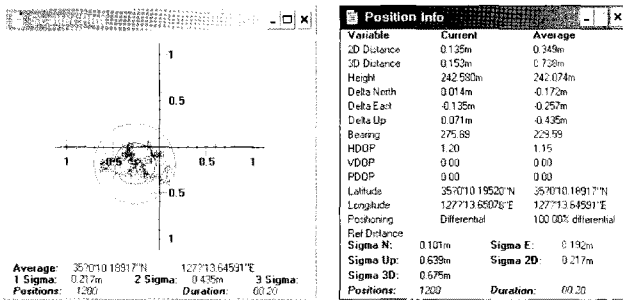 1
0.5
1
0.5
0.5
1
0.5
1
Average: 35?0'10.18917"N 127?13.64591"E
1 Sigma: 0.217m 2 Sigma: 0.435m 3 Sigma:
Positions: 1200 Duration: 00:20
Position Info
Variable Current Average
2D Distance 0.135m 0.349m
3D Distance 0.153m 0.738m
Height 242.580m 242.074m
Delta North 0.014m -0.172m
Delta East -0.135m -0.257m
Delta Up 0.071m -0.435m
Bearing 275.89 229.59
HDOP 1.20 1.15
VDOP 0.00 0.00
PDOP 0.00 0.00
Latitude 35?0'10.19520"N 35?0'10.18917"N
Longitude 127?13.65078"E 127?13.64591"E
Positioning Differential 100.00% differential
Ref Distance
Sigma N: 0.101m Sigma E: 0.192m
Sigma Up: 0.639m Sigma 2D: 0.217m
Sigma 3D: 0.675m
Positions: 1200 Duration: 00:20